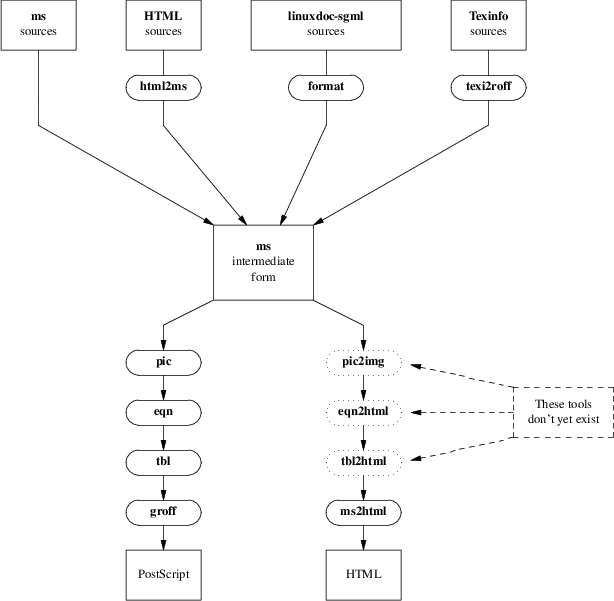 ms
sources
HTML
sources
linuxdoc-sgml
sources
Texinfo
sources
html2ms
format
texi2roff
ms
intermediate
form
pic
pic2img
eqn
eqn2html
These tools
don't yet exist
tbl
tbl2html
groff
ms2html
PostScript
HTML